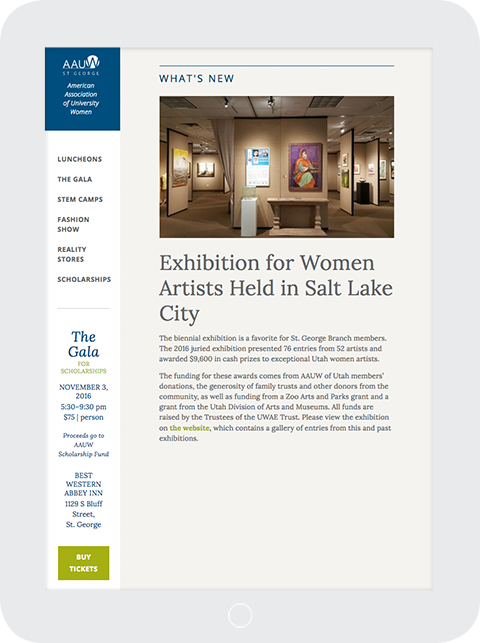 AAUW
ST GEORGE
American
Association
of University
Women
LUNCHEONS
THE GALA
STEM CAMPS
FASHION
SHOW
REALITY
STORES
SCHOLARSHIPS
The
Gala
FOR
SCHOLARSHIPS
NOVEMBER 3,
2016
5:30–9:30 pm
$75 | person
Proceeds go to
AAUW
Scholarship Fund
BEST
WESTERN
ABBEY INN
1129 S Bluff
Street,
St. George
BUY
TICKETS
WHAT'S NEW
Exhibition for Women
Artists Held in Salt Lake
City
The biennial exhibition is a favorite for St. George Branch members.
The 2016 juried exhibition presented 76 entries from 52 artists and
awarded $9,600 in cash prizes to exceptional Utah women artists.
The funding for these awards comes from AAUW of Utah members'
donations, the generosity of family trusts and other donors from the
community, as well as funding from a Zoo Arts and Parks grant and a
grant from the Utah Division of Arts and Museums. All funds are
raised by the Trustees of the UWAE Trust. Please view the exhibition
on the website, which contains a gallery of entries from this and past
exhibitions.